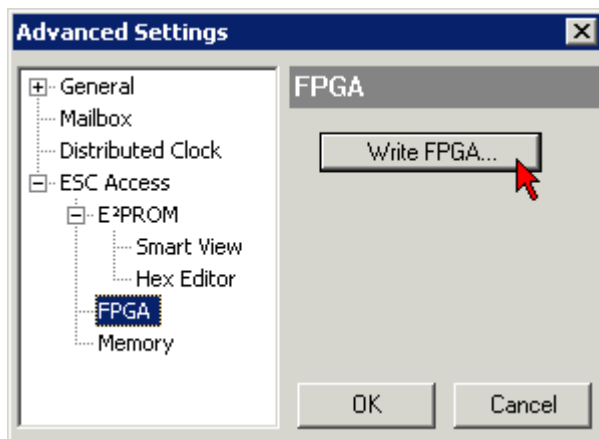 Advanced Settings
General
Mailbox
Distributed Clock
ESC Access
E²PROM
Smart View
Hex Editor
FPGA
Memory
FPGA
Write FPGA...
OK
Cancel